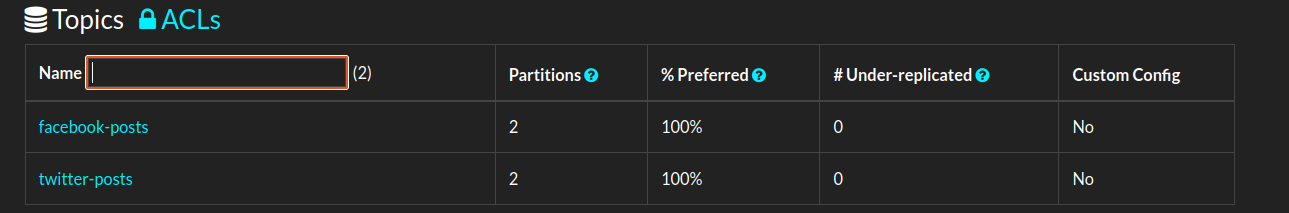 Topics ACLs
Name (2) Partitions ? % Preferred ? # Under-replicated ? Custom Config
facebook-posts 2 100% 0 No
twitter-posts 2 100% 0 No